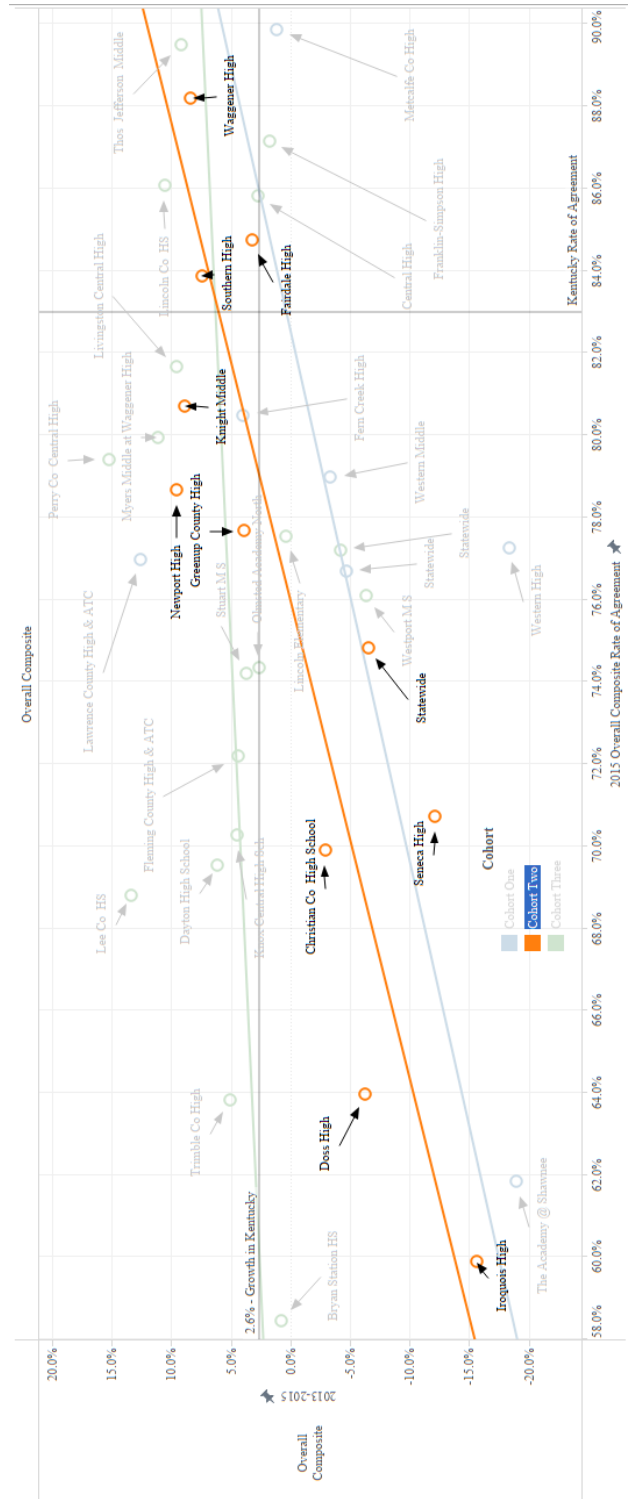 Overall Composite
20.0%
15.0%
10.0%
5.0%
0.0%
-5.0%
-10.0%
-15.0%
-20.0%
Overall
Composite
2013-2015
58.0%
60.0%
62.0%
64.0%
66.0%
68.0%
70.0%
72.0%
74.0%
76.0%
78.0%
80.0%
82.0%
84.0%
86.0%
88.0%
90.0%
2015 Overall Composite Rate of Agreement
Kentucky Rate of Agreement
2.6% - Growth in Kentucky
Bryan Station HS
Trimble Co High
Lee Co HS
Dayton High School
Knox Central High Sch
Fleming County High & ATC
Lawrence County High & ATC
Stuart M S
Olmsted Academy North
Lincoln Elementary
Newport High
Greenup County High
Perry Co Central High
Myers Middle at Waggener High
Knight Middle
Livingston Central High
Lincoln Co HS
Southern High
Fairdale High
Thos Jefferson Middle
Waggener High
Metcalfe Co High
Franklin-Simpson High
Central High
Fern Creek High
Western Middle
Statewide
Statewide
Westport M S
Western High
Statewide
Christian Co High School
Seneca High
Doss High
Iroquois High
The Academy @ Shawnee
Cohort
Cohort One
Cohort Two
Cohort Three